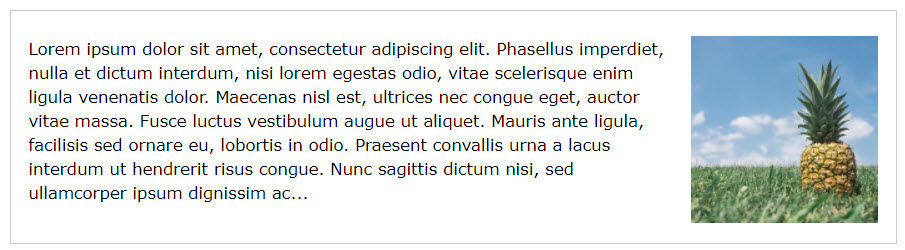 Lorem ipsum dolor sit amet, consectetur adipiscing elit. Phasellus imperdiet,
nulla et dictum interdum, nisi lorem egestas odio, vitae scelerisque enim
ligula venenatis dolor. Maecenas nisl est, ultrices nec congue eget, auctor
vitae massa. Fusce luctus vestibulum augue ut aliquet. Mauris ante ligula,
facilisis sed ornare eu, lobortis in odio. Praesent convallis urna a lacus
interdum ut hendrerit risus congue. Nunc sagittis dictum nisi, sed
ullamcorper ipsum dignissim ac...